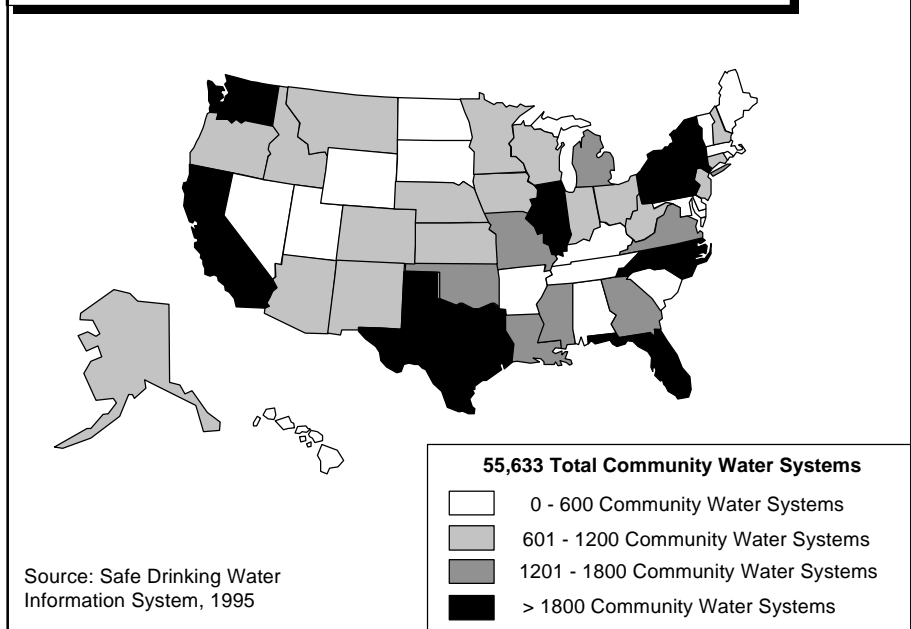 55,633 Total Community Water Systems
0 - 600 Community Water Systems
601 - 1200 Community Water Systems
1201 - 1800 Community Water Systems
> 1800 Community Water Systems
Source: Safe Drinking Water
Information System, 1995